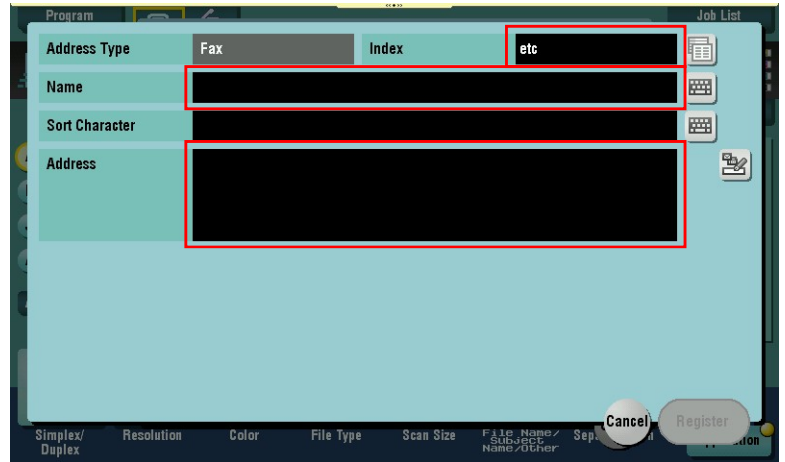 Program
Job List
Address Type
Fax
Index
etc
Name
Sort Character
Address
Cancel
Register
Simplex/
Duplex
Resolution
Color
File Type
Scan Size
File Name/
Subject
Name/Other